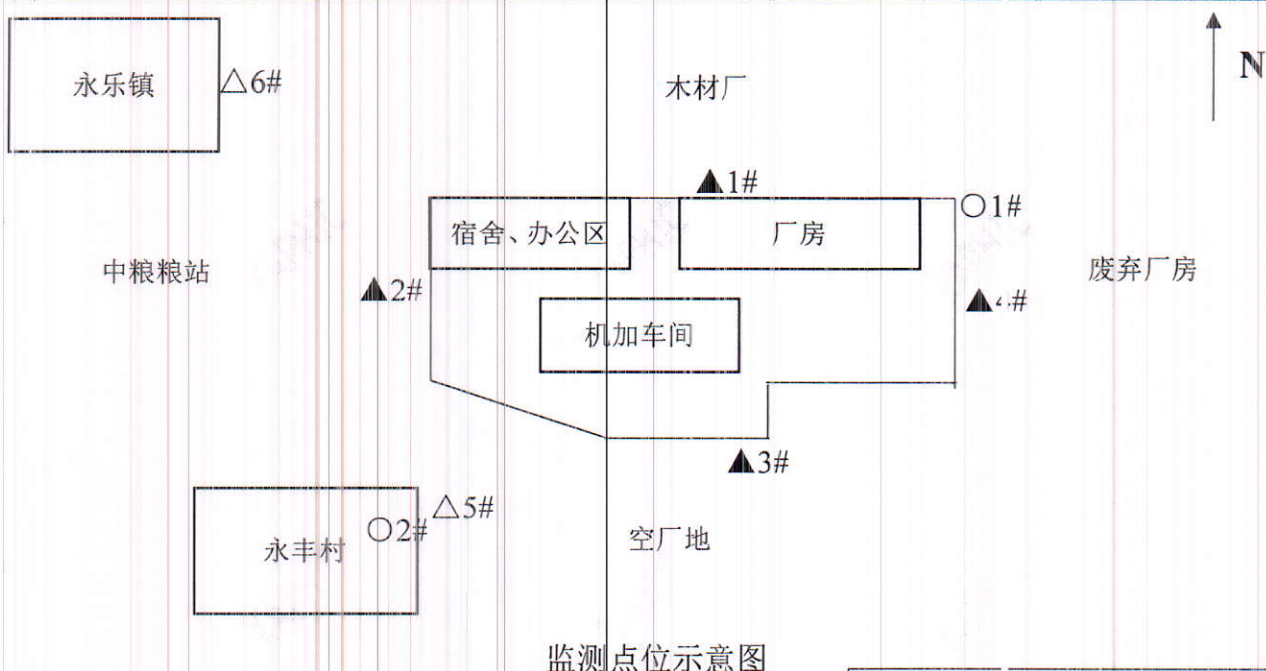 永乐镇
△6#
木材厂
N
▲1#
○1#
宿舍、办公区
厂房
中粮粮站
▲2#
废弃厂房
▲4#
机加车间
▲3#
△5#
○2#
永丰村
空厂地
监测点位示意图